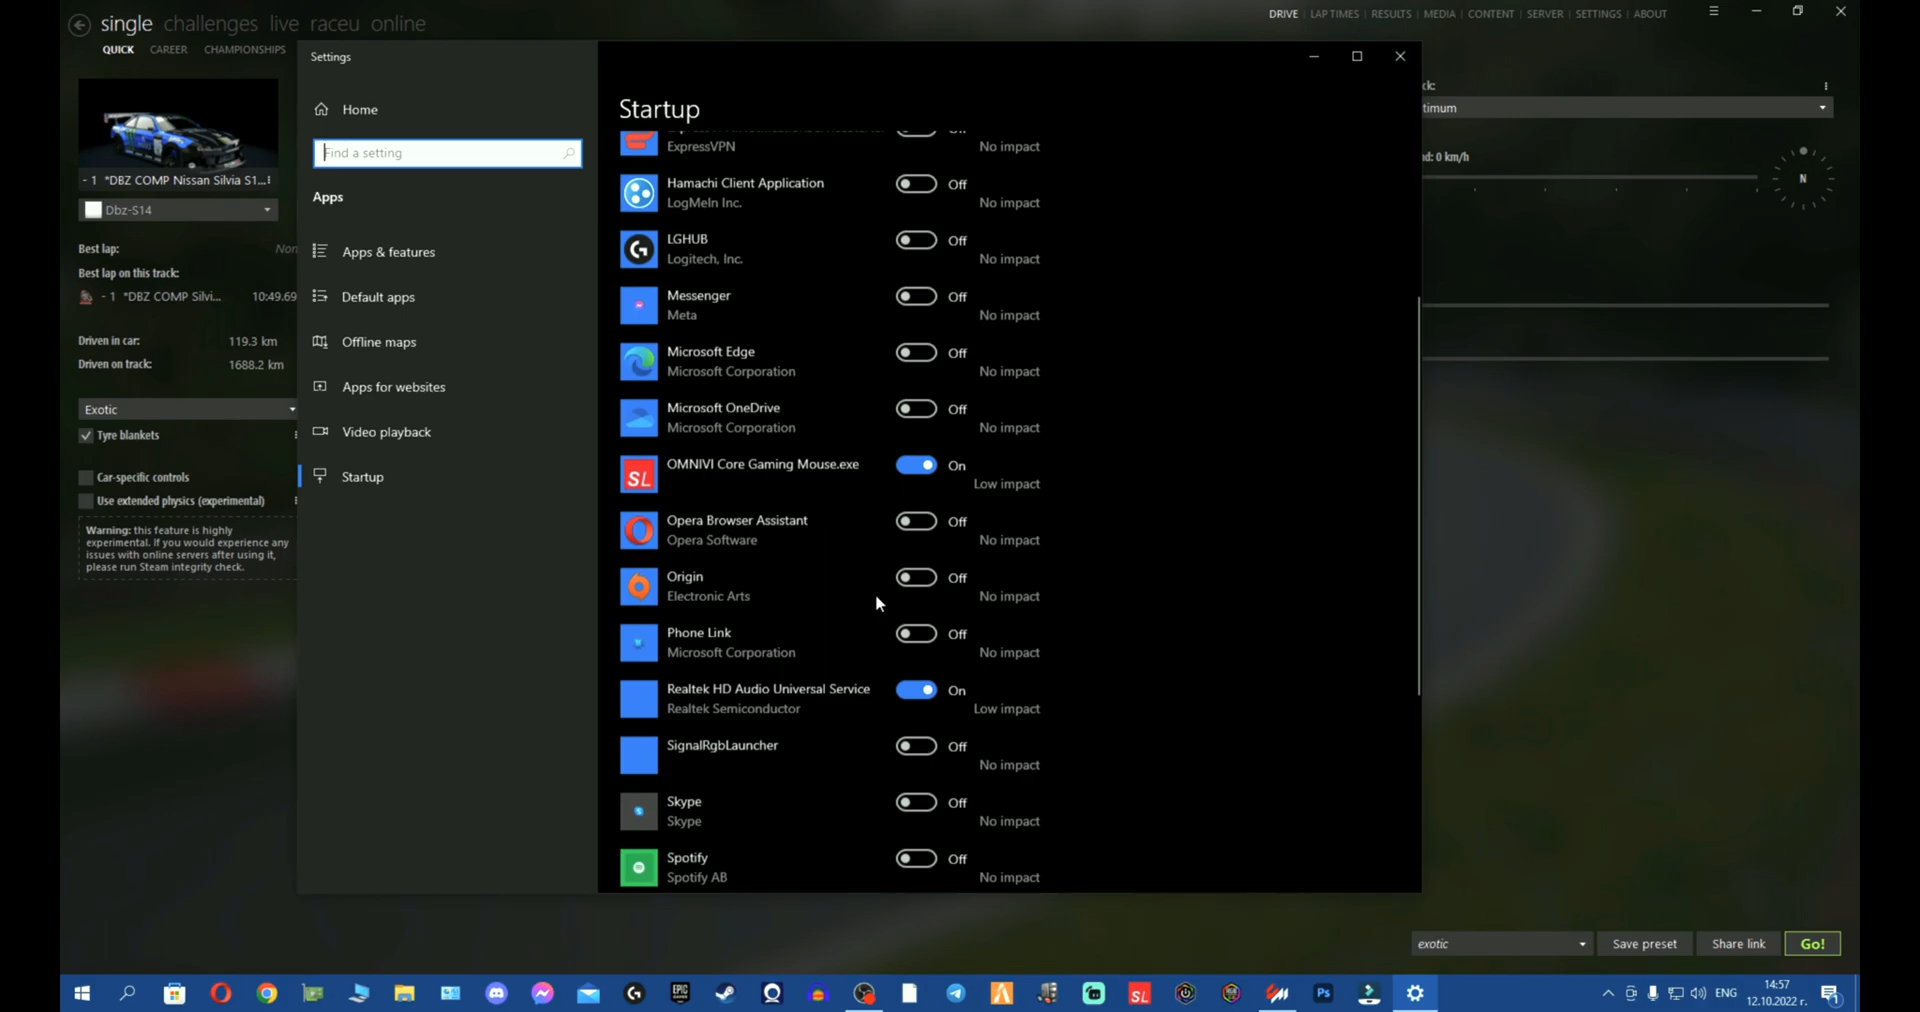 single challenges live raceu online
DRIVE | LAP TIMES | RESULTS | MEDIA | CONTENT | SERVER | SETTINGS | ABOUT
QUICK CAREER CHAMPIONSHIPS
- 1 *DBZ COMP Nissan Silvia S1...
Dbz-S14
Best lap:
Best lap on this track:
- 1 *DBZ COMP Silvi... 10:49.69
Driven in car: 119.3 km
Driven on track: 1688.2 km
Exotic
Tyre blankets
Car-specific controls
Use extended physics (experimental)
Warning: this feature is highly
experimental. If you would experience any
issues with online servers after using it,
please run Steam integrity check.
Settings
Home
Find a setting
Apps
Apps & features
Default apps
Offline maps
Apps for websites
Video playback
Startup
Startup
ExpressVPN
No impact
Hamachi Client Application
Off
LogMeIn Inc.
No impact
LGHUB
Off
Logitech, Inc.
No impact
Messenger
Off
Meta
No impact
Microsoft Edge
Off
Microsoft Corporation
No impact
Microsoft OneDrive
Off
Microsoft Corporation
No impact
OMNIVI Core Gaming Mouse.exe
On
Low impact
Opera Browser Assistant
Off
Opera Software
No impact
Origin
Off
Electronic Arts
No impact
Phone Link
Off
Microsoft Corporation
No impact
Realtek HD Audio Universal Service
On
Realtek Semiconductor
Low impact
SignalRgbLauncher
Off
No impact
Skype
Off
Skype
No impact
Spotify
Off
Spotify AB
No impact
ck:
timum
nd: 0 km/h
N
exotic
Save preset
Share link
Go!
SL
EPIC
SL
Ps
ENG
14:57
12.10.2022 г.
1